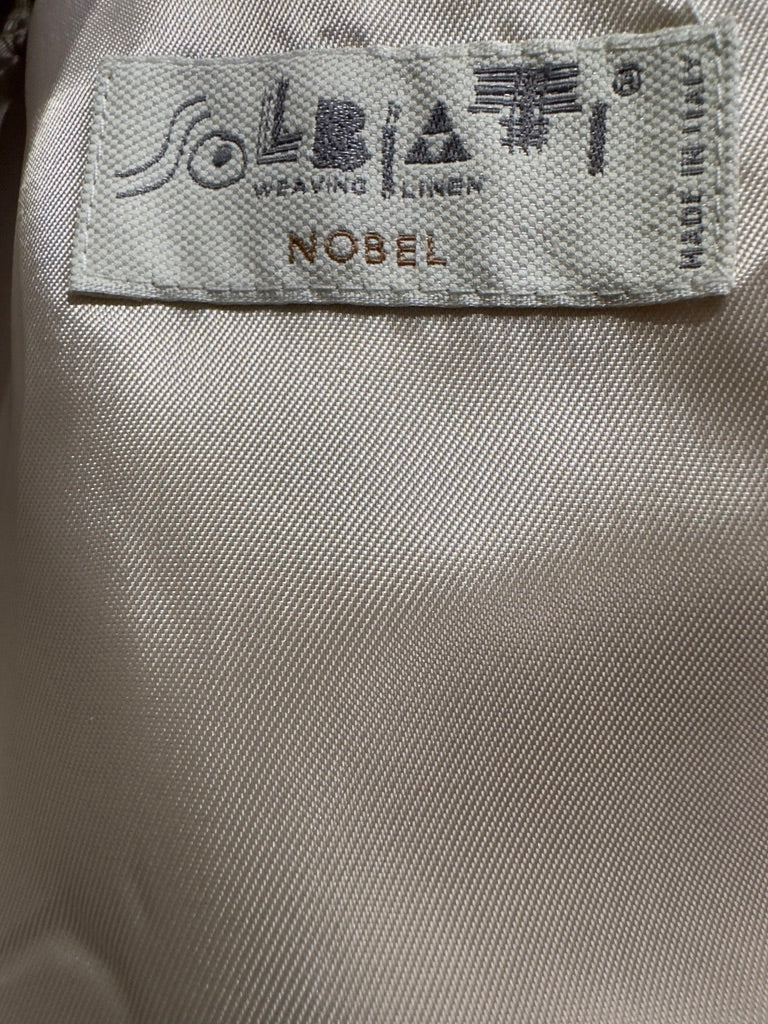 SOLBIATI®
WEAVING LINEN
NOBEL
MADE IN ITALY